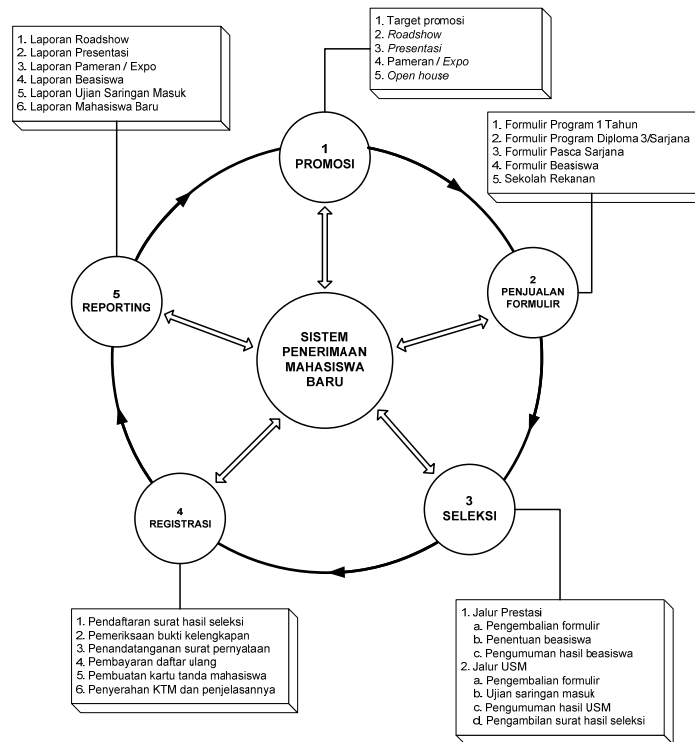 1. Laporan Roadshow
2. Laporan Presentasi
3. Laporan Pameran / Expo
4. Laporan Beasiswa
5. Laporan Ujian Saringan Masuk
6. Laporan Mahasiswa Baru
1. Target promosi
2. Roadshow
3. Presentasi
4. Pameran / Expo
5. Open house
1. Formulir Program 1 Tahun
2. Formulir Program Diploma 3/Sarjana
3. Formulir Pasca Sarjana
4. Formulir Beasiswa
5. Sekolah Rekanan
1
PROMOSI
2
PENJUALAN
FORMULIR
5
REPORTING
SISTEM
PENERIMAAN
MAHASISWA
BARU
3
SELEKSI
4
REGISTRASI
1. Pendaftaran surat hasil seleksi
2. Pemeriksaan bukti kelengkapan
3. Penandatanganan surat pernyataan
4. Pembayaran daftar ulang
5. Pembuatan kartu tanda mahasiswa
6. Penyerahan KTM dan penjelasannya
1. Jalur Prestasi
a. Pengembalian formulir
b. Penentuan beasiswa
c. Pengumuman hasil beasiswa
2. Jalur USM
a. Pengembalian formulir
b. Ujian saringan masuk
c. Pengumuman hasil USM
d. Pengambilan surat hasil seleksi